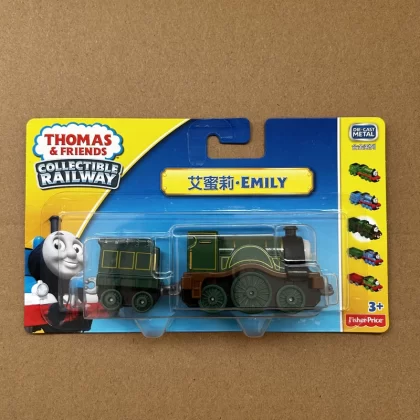 THOMAS
& FRIENDS
COLLECTIBLE
RAILWAY
艾蜜莉·EMILY
DIE-CAST
METAL
3+
Fisher-Price